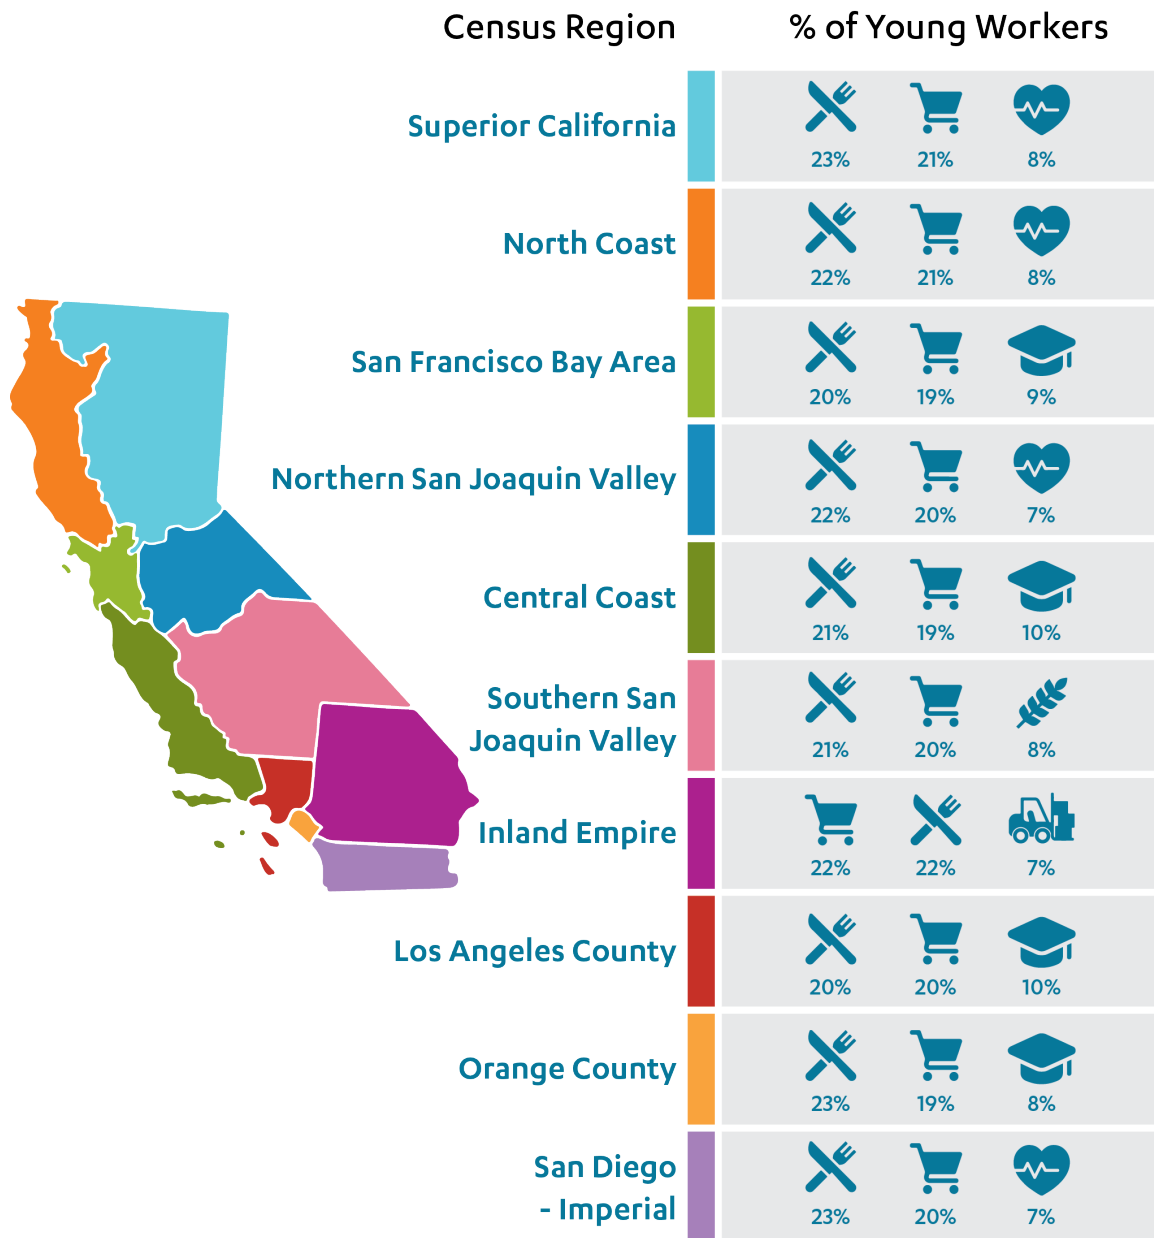 Census Region % of Young Workers
Superior California
23% 21% 8%
North Coast
22% 21% 8%
San Francisco Bay Area
20% 19% 9%
Northern San Joaquin Valley
22% 20% 7%
Central Coast
21% 19% 10%
Southern San
Joaquin Valley
21% 20% 8%
Inland Empire
22% 22% 7%
Los Angeles County
20% 20% 10%
Orange County
23% 19% 8%
San Diego
- Imperial
23% 20% 7%